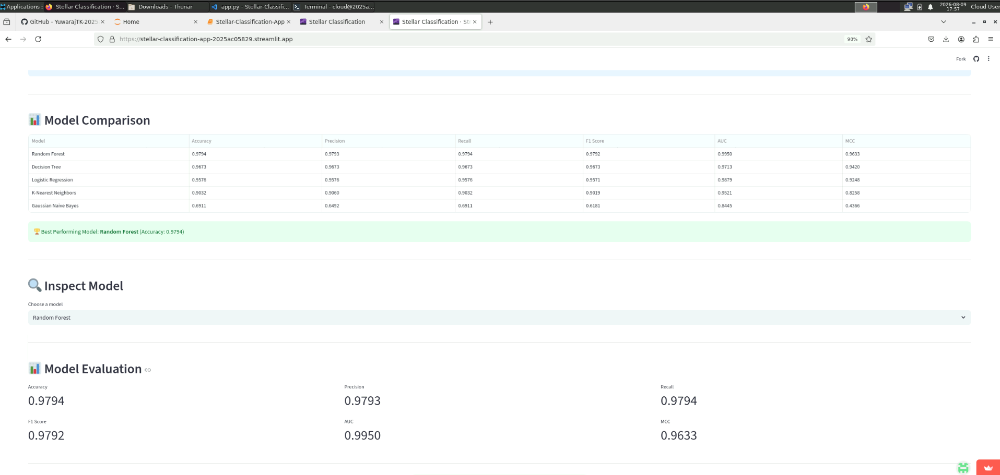 Applications Stellar Classification · S... Downloads - Thunar app.py - Stellar-Classifi... Terminal - cloud@2025a... 2026-08-09 17:57 Cloud User
GitHub - YuwarajTK-2025 Home Stellar-Classification-App Stellar Classification Stellar Classification · St
https://stellar-classification-app-2025ac05829.streamlit.app 90%
Fork
Model Comparison
Model Accuracy Precision Recall F1 Score AUC MCC
Random Forest 0.9794 0.9793 0.9794 0.9792 0.9950 0.9633
Decision Tree 0.9673 0.9673 0.9673 0.9673 0.9713 0.9420
Logistic Regression 0.9576 0.9576 0.9576 0.9571 0.9879 0.9248
K-Nearest Neighbors 0.9032 0.9060 0.9032 0.9019 0.9521 0.8258
Gaussian Naive Bayes 0.6911 0.6492 0.6911 0.6181 0.8445 0.4366
Best Performing Model: Random Forest (Accuracy: 0.9794)
Inspect Model
Choose a model
Random Forest
Model Evaluation
Accuracy Precision Recall
0.9794 0.9793 0.9794
F1 Score AUC MCC
0.9792 0.9950 0.9633